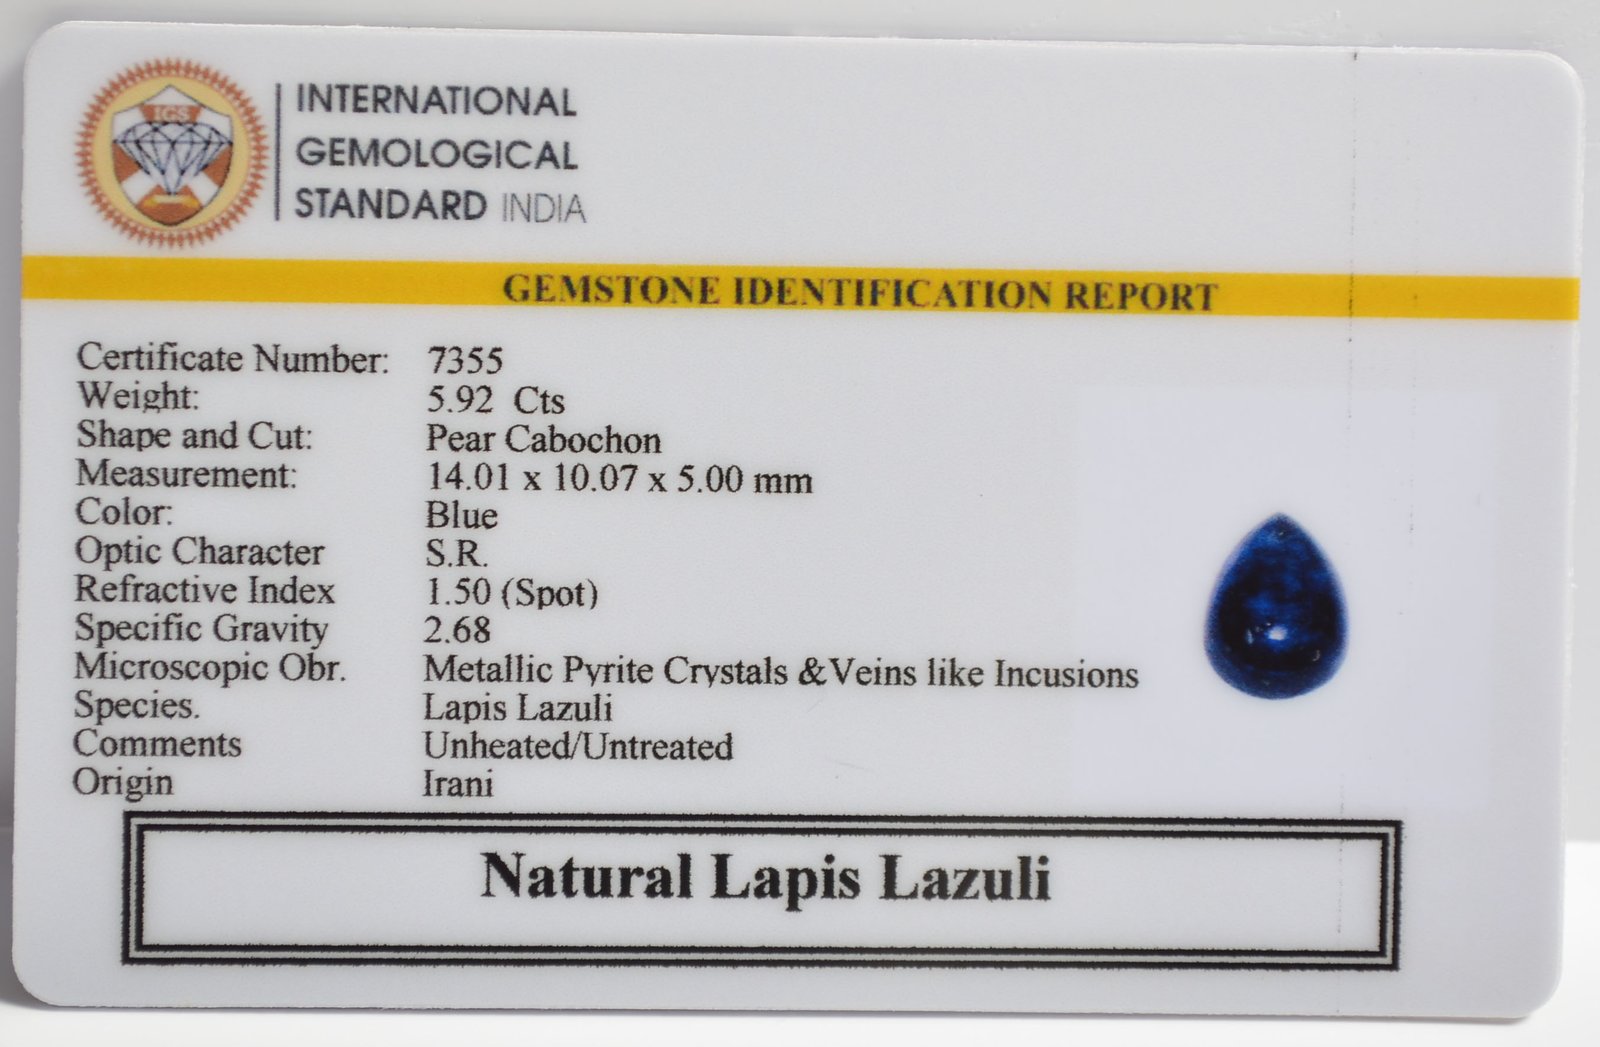 IGS
INTERNATIONAL
GEMOLOGICAL
STANDARD INDIA
GEMSTONE IDENTIFICATION REPORT
Certificate Number: 7355
Weight: 5.92 Cts
Shape and Cut: Pear Cabochon
Measurement: 14.01 x 10.07 x 5.00 mm
Color: Blue
Optic Character S.R.
Refractive Index 1.50 (Spot)
Specific Gravity 2.68
Microscopic Obr. Metallic Pyrite Crystals &Veins like Incusions
Species. Lapis Lazuli
Comments Unheated/Untreated
Origin Irani
Natural Lapis Lazuli